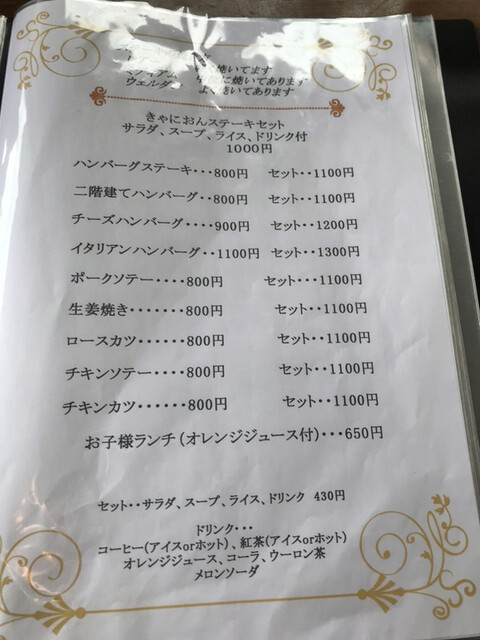 焼いてます
ミディアム 焼いてあります
ウェルダン よく焼いてあります
きゃにおんステーキセット
サラダ、スープ、ライス、ドリンク付
1000円
ハンバーグステーキ・・・800円 セット・・1100円
二階建てハンバーグ・・・・800円 セット・・1100円
チーズハンバーグ・・・・900円 セット・・1200円
イタリアンハンバーグ・・1100円 セット・・1300円
ポークソテー・・・・800円 セット・・・1100円
生姜焼き・・・・・・・800円 セット・・・1100円
ロースカツ・・・・・・800円 セット・・・1100円
チキンソテー・・・・800円 セット・・・1100円
チキンカツ・・・・・・800円 セット・・・1100円
お子様ランチ(オレンジジュース付)・・・650円
セット・・サラダ、スープ、ライス、ドリンク 430円
ドリンク・・・
コーヒー(アイスorホット)、紅茶(アイスorホット)
オレンジジュース、コーラ、ウーロン茶
メロンソーダ